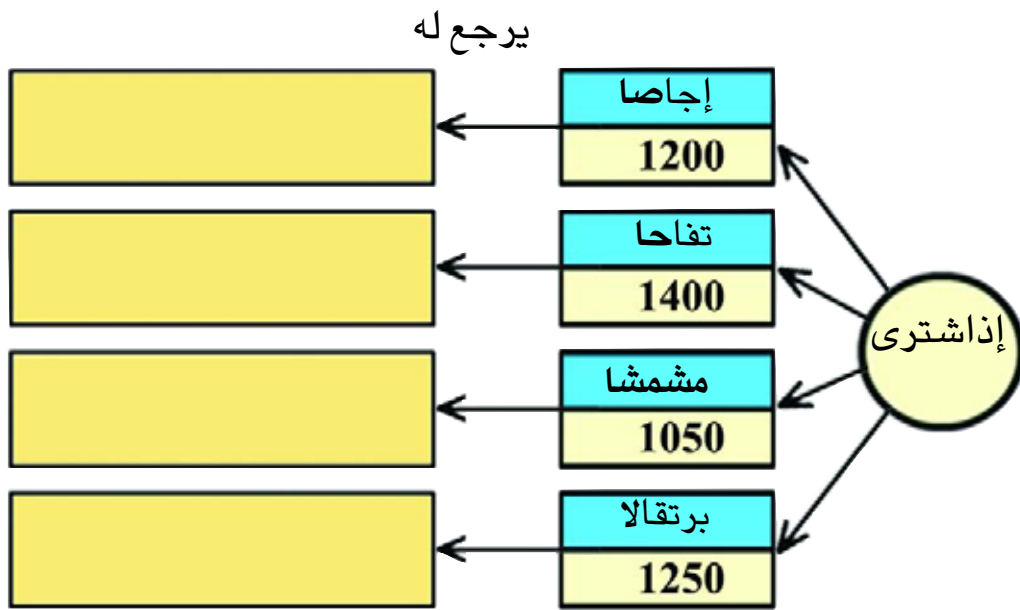 يرجع له
إجاصا
1200
تفاحا
1400
إذاشترى
مشمشا
1050
برتقالا
1250